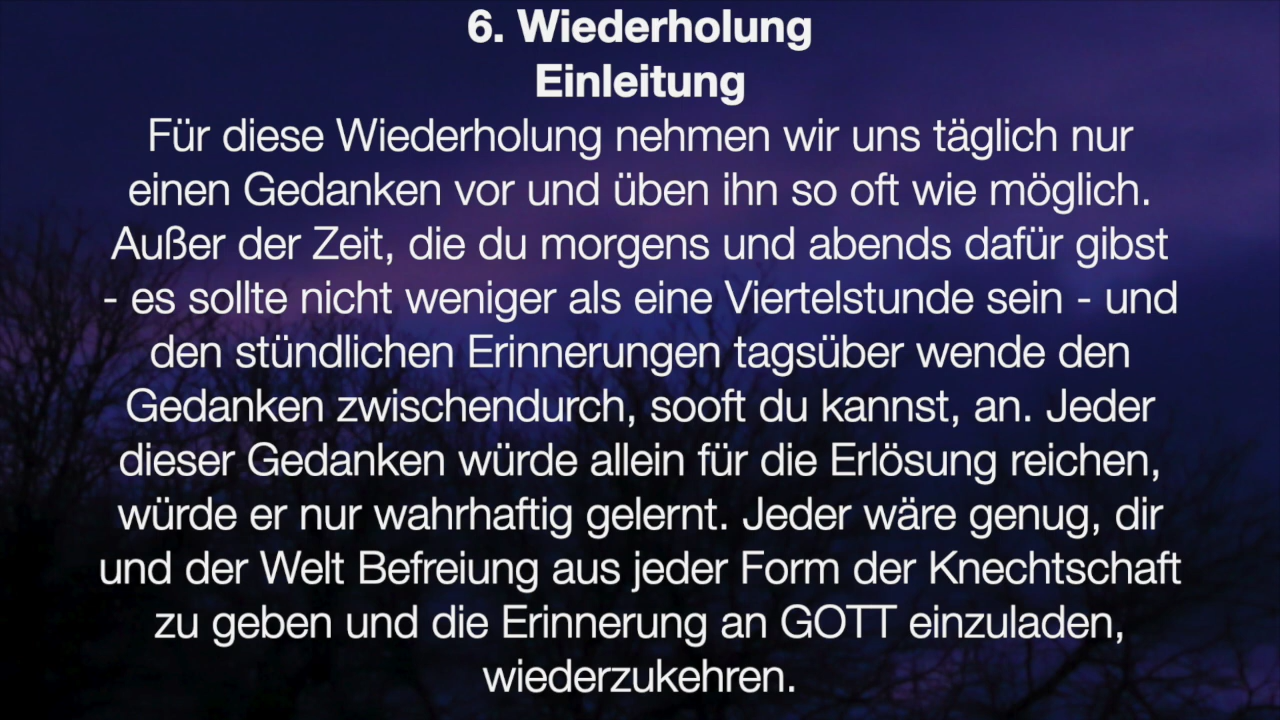 6. Wiederholung
Einleitung
Für diese Wiederholung nehmen wir uns täglich nur
einen Gedanken vor und üben ihn so oft wie möglich.
Außer der Zeit, die du morgens und abends dafür gibst
- es sollte nicht weniger als eine Viertelstunde sein - und
den stündlichen Erinnerungen tagsüber wende den
Gedanken zwischendurch, sooft du kannst, an. Jeder
dieser Gedanken würde allein für die Erlösung reichen,
würde er nur wahrhaftig gelernt. Jeder wäre genug, dir
und der Welt Befreiung aus jeder Form der Knechtschaft
zu geben und die Erinnerung an GOTT einzuladen,
wiederzukehren.